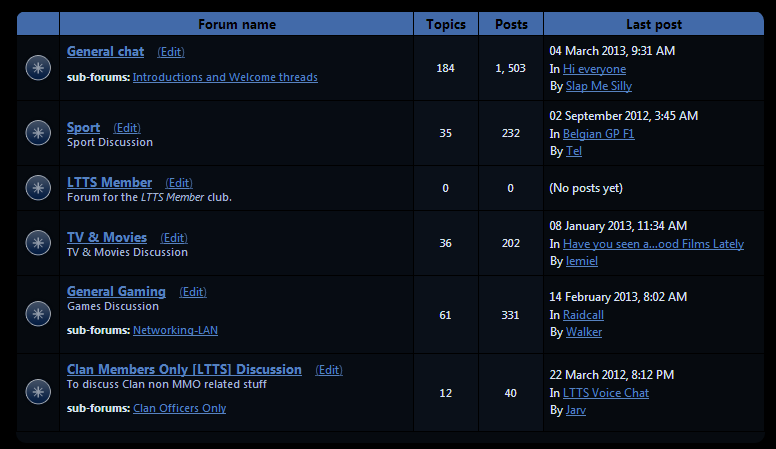 Forum name Topics Posts Last post
General chat (Edit)
sub-forums: Introductions and Welcome threads
184 1, 503
04 March 2013, 9:31 AM
In Hi everyone
By Slap Me Silly
Sport (Edit)
Sport Discussion
35 232
02 September 2012, 3:45 AM
In Belgian GP F1
By Tel
LTTS Member (Edit)
Forum for the LTTS Member club.
0 0 (No posts yet)
TV & Movies (Edit)
TV & Movies Discussion
36 202
08 January 2013, 11:34 AM
In Have you seen a...ood Films Lately
By lemiel
General Gaming (Edit)
Games Discussion
sub-forums: Networking-LAN
61 331
14 February 2013, 8:02 AM
In Raidcall
By Walker
Clan Members Only [LTTS] Discussion (Edit)
To discuss Clan non MMO related stuff
sub-forums: Clan Officers Only
12 40
22 March 2012, 8:12 PM
In LTTS Voice Chat
By Jarv